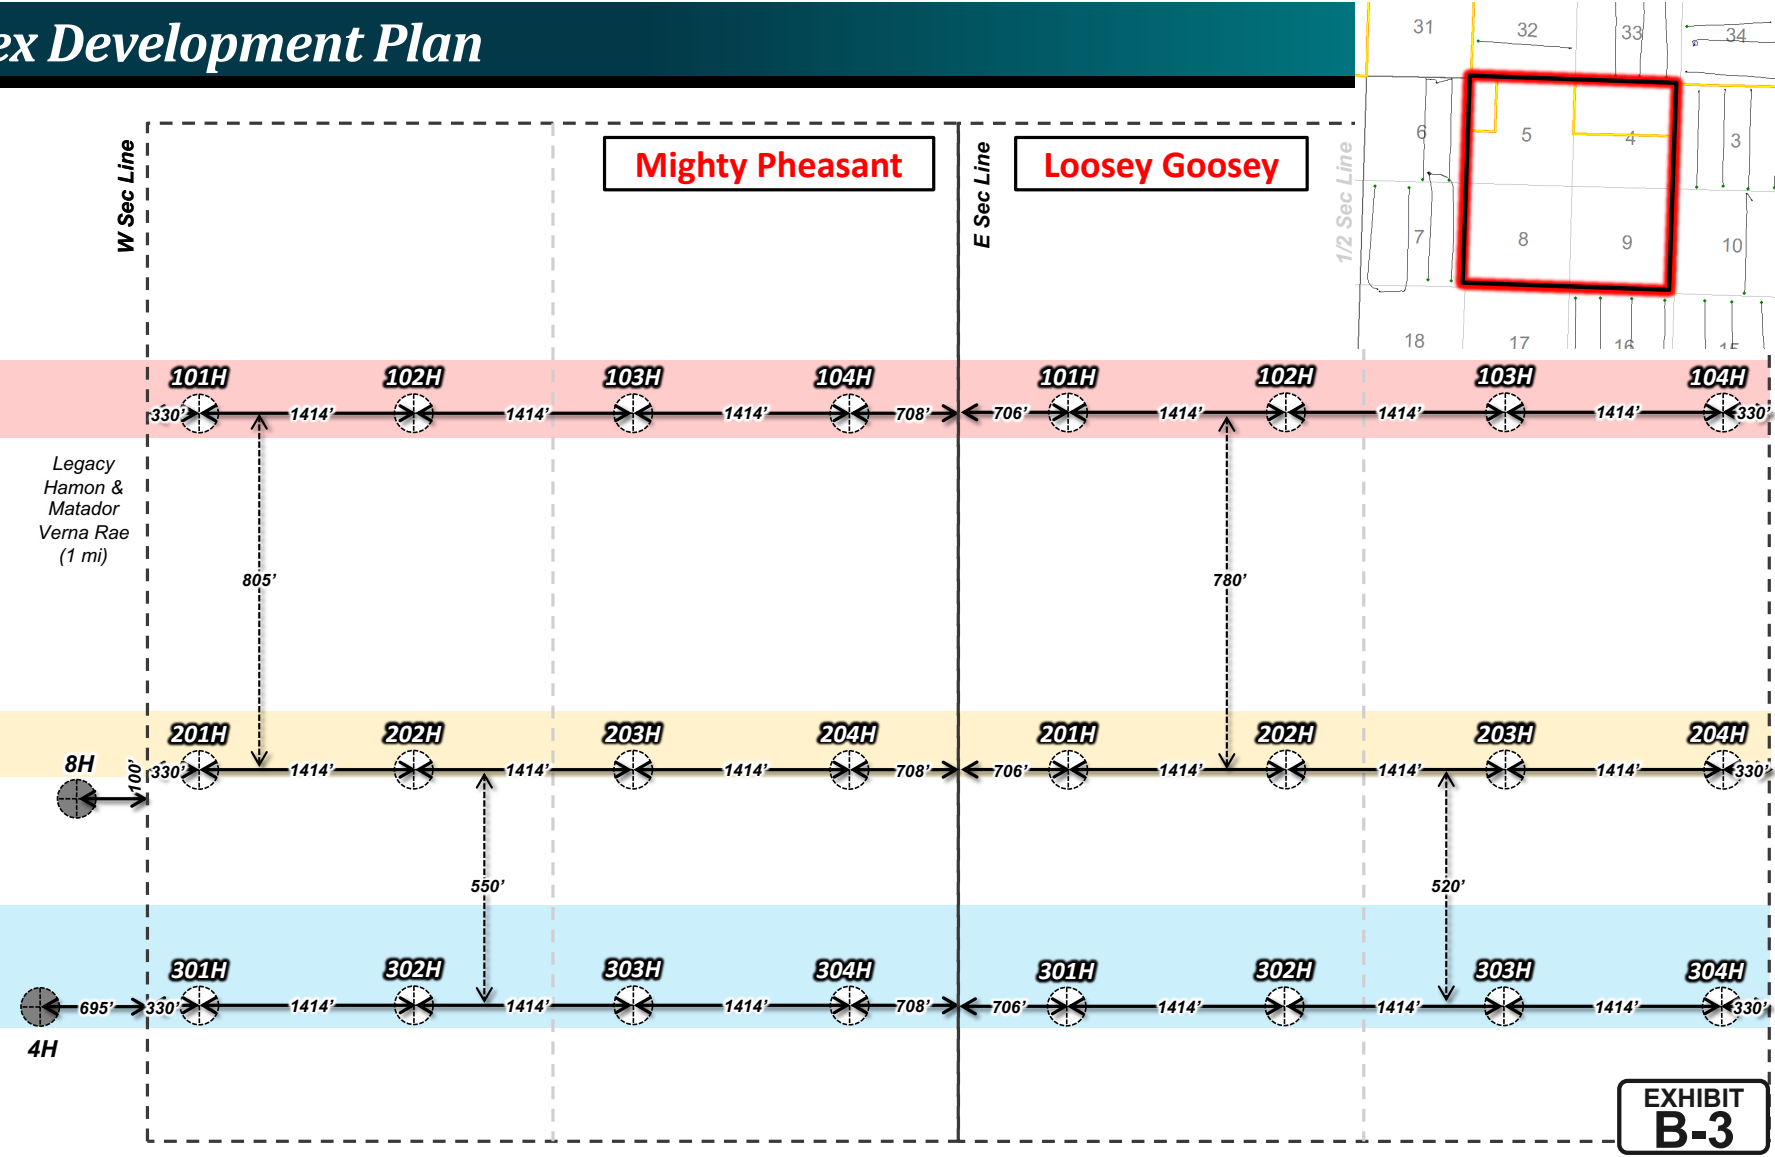 ex Development Plan
31
32
33
34
6
5
4
3
7
8
9
10
18
17
16
15
W Sec Line
Mighty Pheasant
E Sec Line
Loosey Goosey
1/2 Sec Line
101H 102H 103H 104H 101H 102H 103H 104H
330’ 1414’ 1414’ 1414’ 708’ 706’ 1414’ 1414’ 1414’ 330’
Legacy
Hamon &
Matador
Verna Rae
(1 mi)
805’ 780’
201H 202H 203H 204H 201H 202H 203H 204H
8H
100’
330’ 1414’ 1414’ 1414’ 708’ 706’ 1414’ 1414’ 1414’ 330’
550’ 520’
301H 302H 303H 304H 301H 302H 303H 304H
695’ 330’ 1414’ 1414’ 1414’ 708’ 706’ 1414’ 1414’ 1414’ 330’
4H
EXHIBIT
B-3